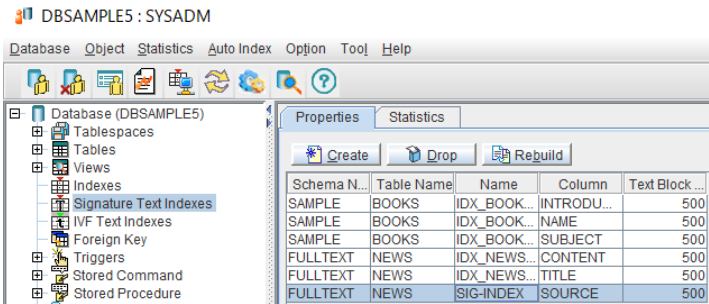 DBSAMPLE5 : SYSADM
Database Object Statistics Auto Index Option Tool Help
Database (DBSAMPLE5)
Tablespaces
Tables
Views
Indexes
Signature Text Indexes
IVF Text Indexes
Foreign Key
Triggers
Stored Command
Stored Procedure
Properties Statistics
Create Drop Rebuild
Schema N... Table Name Name Column Text Block ...
SAMPLE BOOKS IDX_BOOK... INTRODU... 500
SAMPLE BOOKS IDX_BOOK... NAME 500
SAMPLE BOOKS IDX_BOOK... SUBJECT 500
FULLTEXT NEWS IDX_NEWS... CONTENT 500
FULLTEXT NEWS IDX_NEWS... TITLE 500
FULLTEXT NEWS SIG-INDEX SOURCE 500